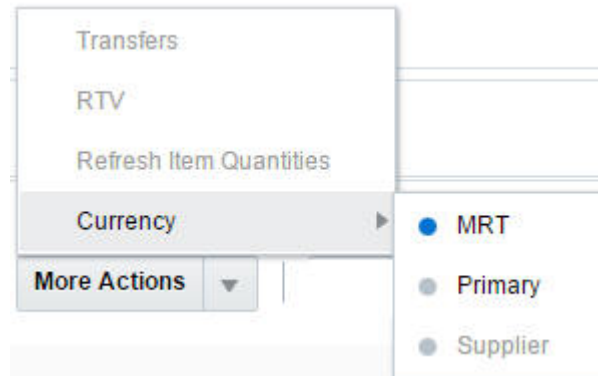 Transfers
RTV
Refresh Item Quantities
Currency
MRT
More Actions
Primary
Supplier